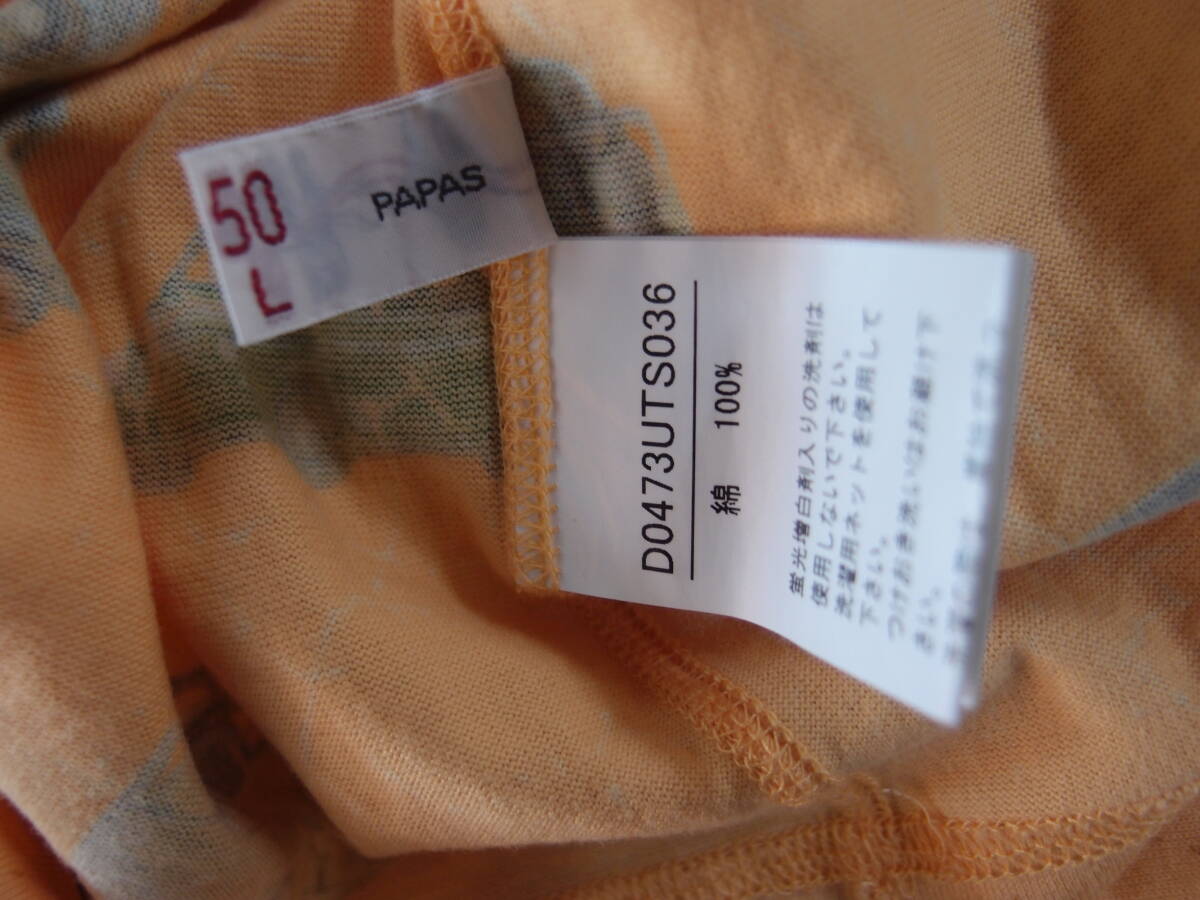 50
L
PAPAS
D0473UTS036
綿 100%
蛍光増白剤入りの洗剤は
使用しないで下さい。
洗濯用ネットを使用して
下さい。
つけおき洗いはお避け下
さい。